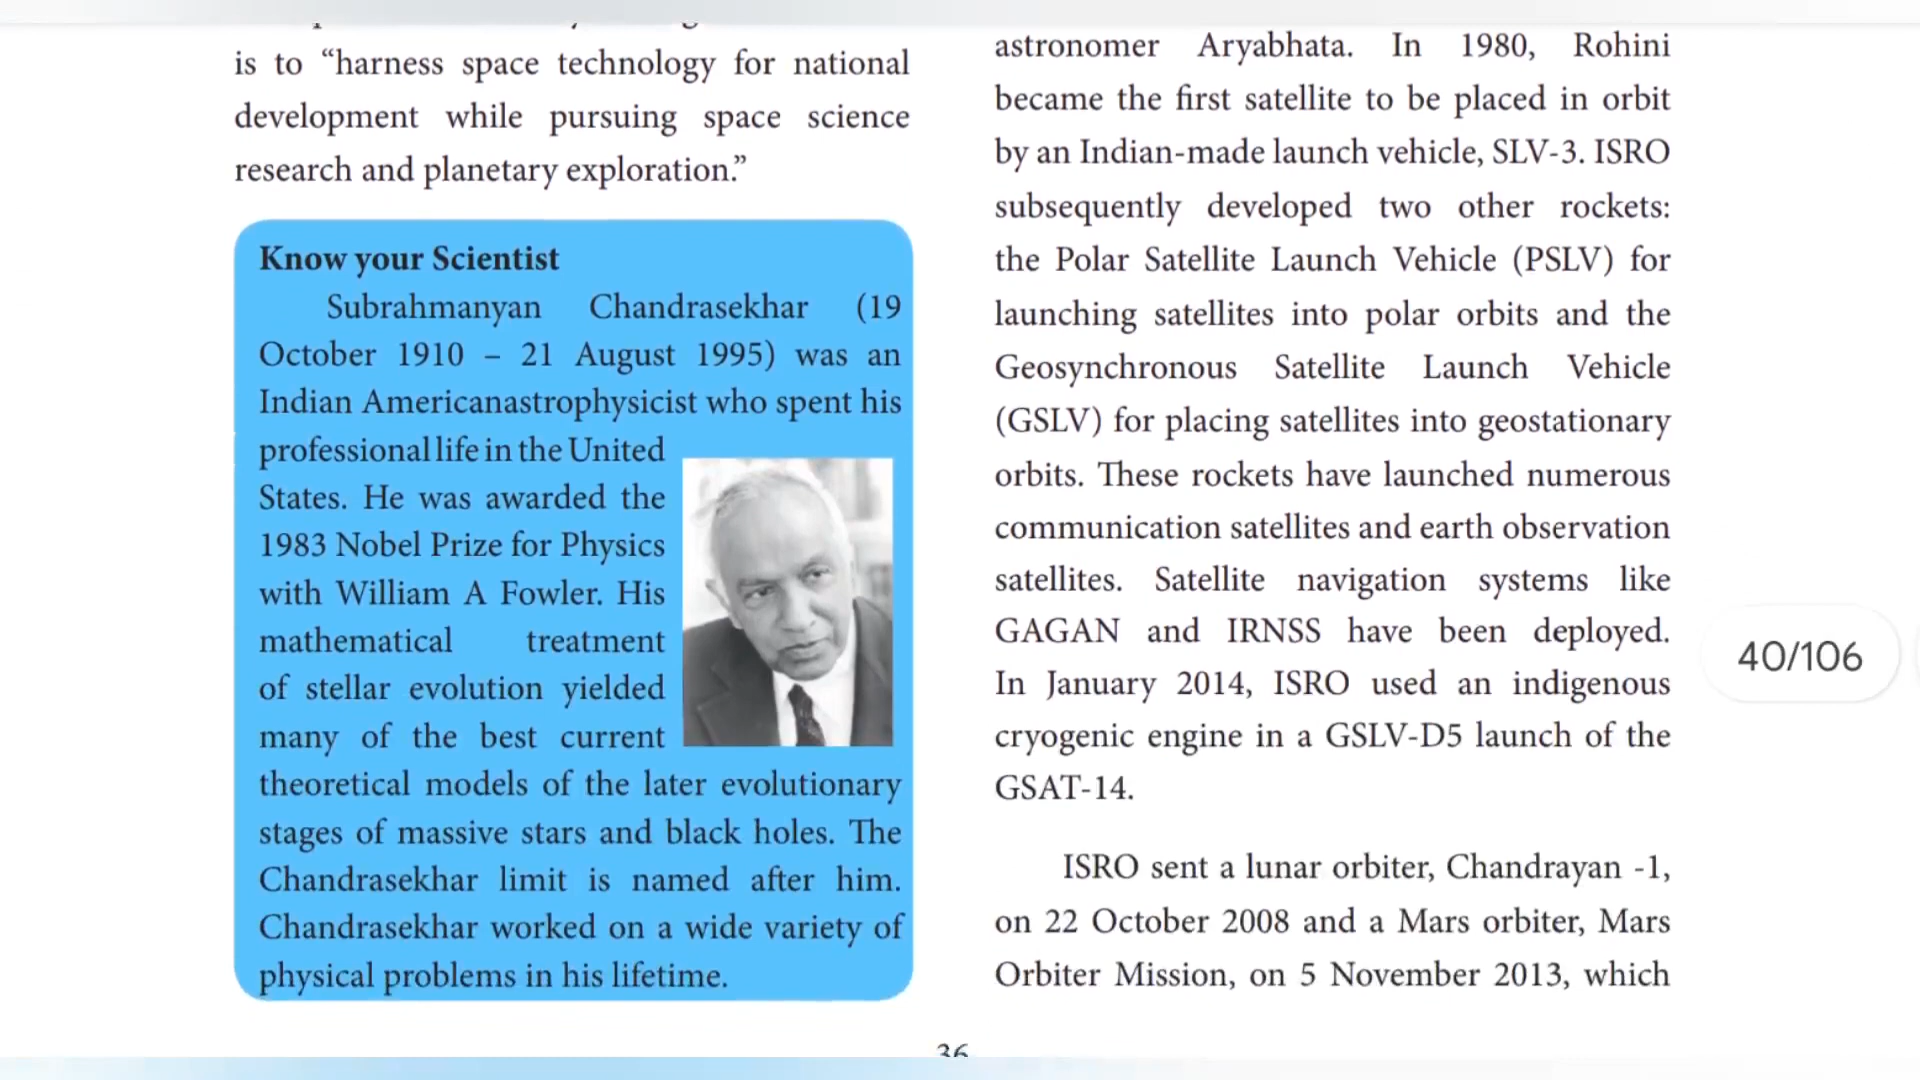 is to “harness space technology for national
development while pursuing space science
research and planetary exploration.”
Know your Scientist
Subrahmanyan Chandrasekhar (19
October 1910 – 21 August 1995) was an
Indian Americanastrophysicist who spent his
professional life in the United
States. He was awarded the
1983 Nobel Prize for Physics
with William A Fowler. His
mathematical treatment
of stellar evolution yielded
many of the best current
theoretical models of the later evolutionary
stages of massive stars and black holes. The
Chandrasekhar limit is named after him.
Chandrasekhar worked on a wide variety of
physical problems in his lifetime.
astronomer Aryabhata. In 1980, Rohini
became the first satellite to be placed in orbit
by an Indian-made launch vehicle, SLV-3. ISRO
subsequently developed two other rockets:
the Polar Satellite Launch Vehicle (PSLV) for
launching satellites into polar orbits and the
Geosynchronous Satellite Launch Vehicle
(GSLV) for placing satellites into geostationary
orbits. These rockets have launched numerous
communication satellites and earth observation
satellites. Satellite navigation systems like
GAGAN and IRNSS have been deployed.
In January 2014, ISRO used an indigenous
cryogenic engine in a GSLV-D5 launch of the
GSAT-14.
ISRO sent a lunar orbiter, Chandrayan -1,
on 22 October 2008 and a Mars orbiter, Mars
Orbiter Mission, on 5 November 2013, which
40/106
36